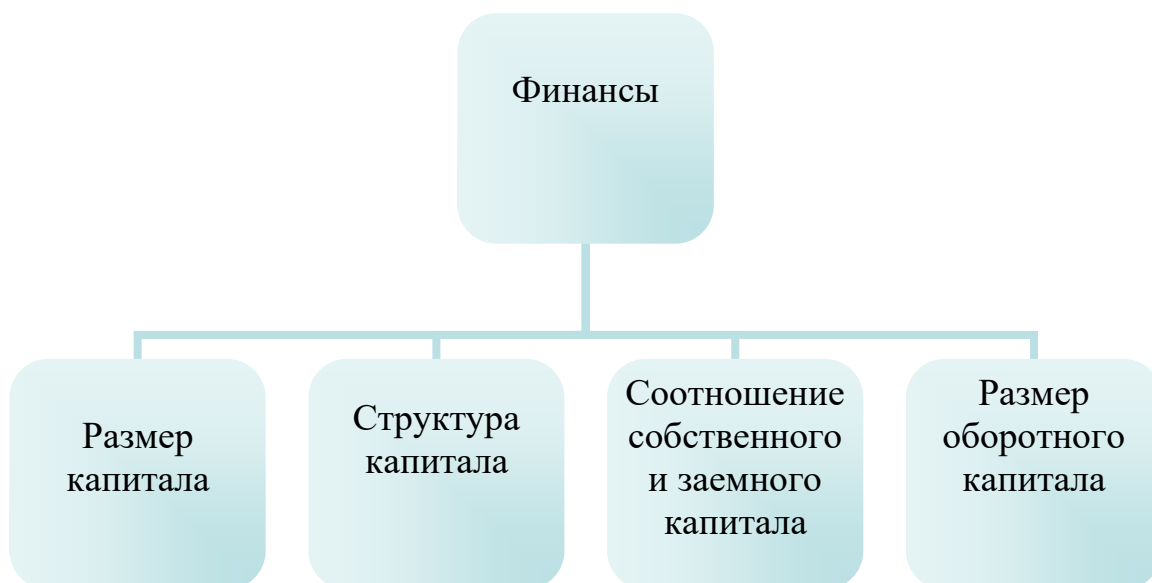 Финансы
Размер
капитала
Структура
капитала
Соотношение
собственного
и заемного
капитала
Размер
оборотного
капитала